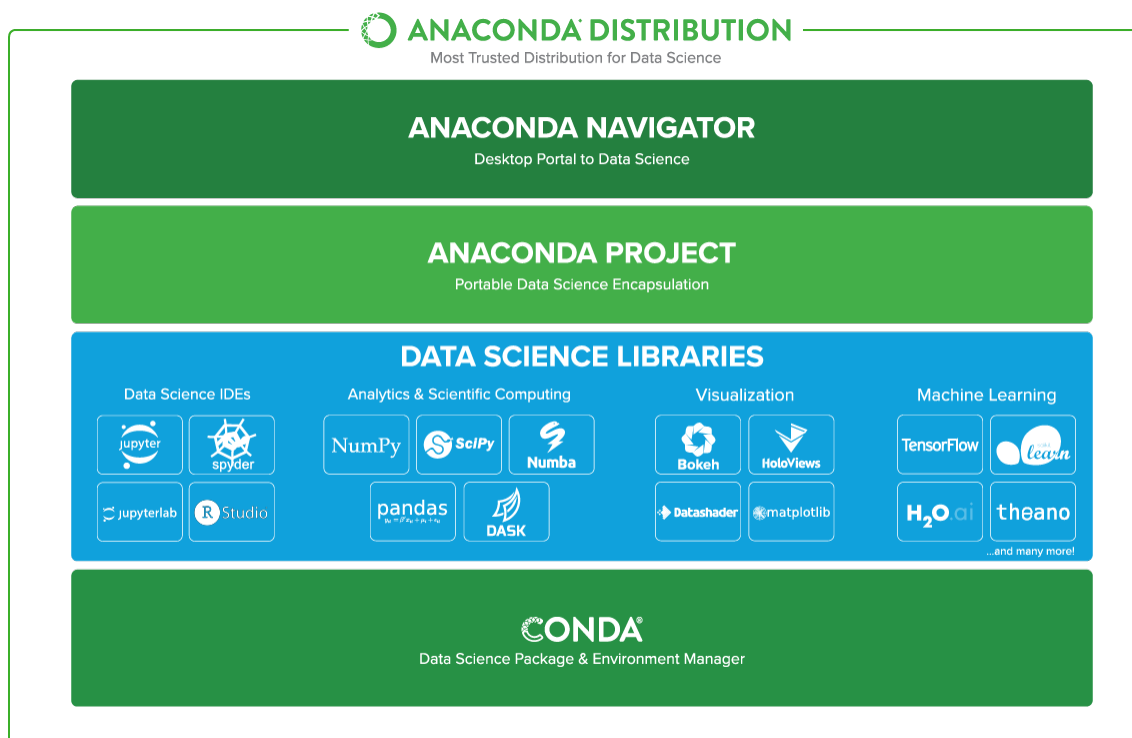 ANACONDA® DISTRIBUTION
Most Trusted Distribution for Data Science
ANACONDA NAVIGATOR
Desktop Portal to Data Science
ANACONDA PROJECT
Portable Data Science Encapsulation
DATA SCIENCE LIBRARIES
Data Science IDEs
jupyter
spyder
jupyterlab
R Studio
Analytics & Scientific Computing
NumPy
SciPy
Numba
pandas
DASK
Visualization
Bokeh
HoloViews
Datashader
matplotlib
Machine Learning
TensorFlow
learn
H2O.ai
theano
...and many more!
CONDA®
Data Science Package & Environment Manager